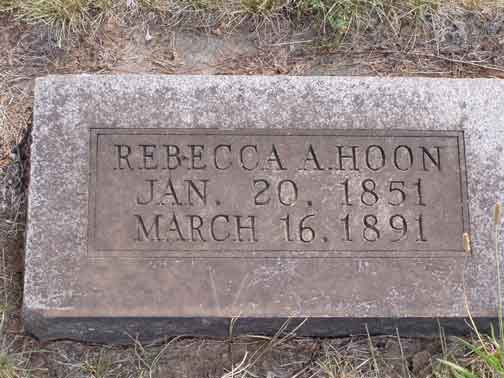 REBECCA A. HOON
JAN. 20. 1851
MARCH 16. 1891